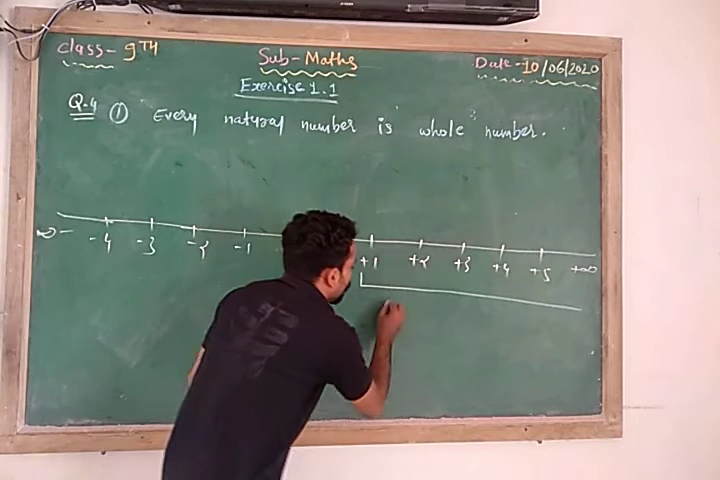 Class- 9TH
Sub- Maths
Date -10/06/2020
Exercise 1.1
Q.4 ① Every natural number is whole number.
∞- -4 -3 -2 -1 +1 +2 +3 +4 +5 +∞